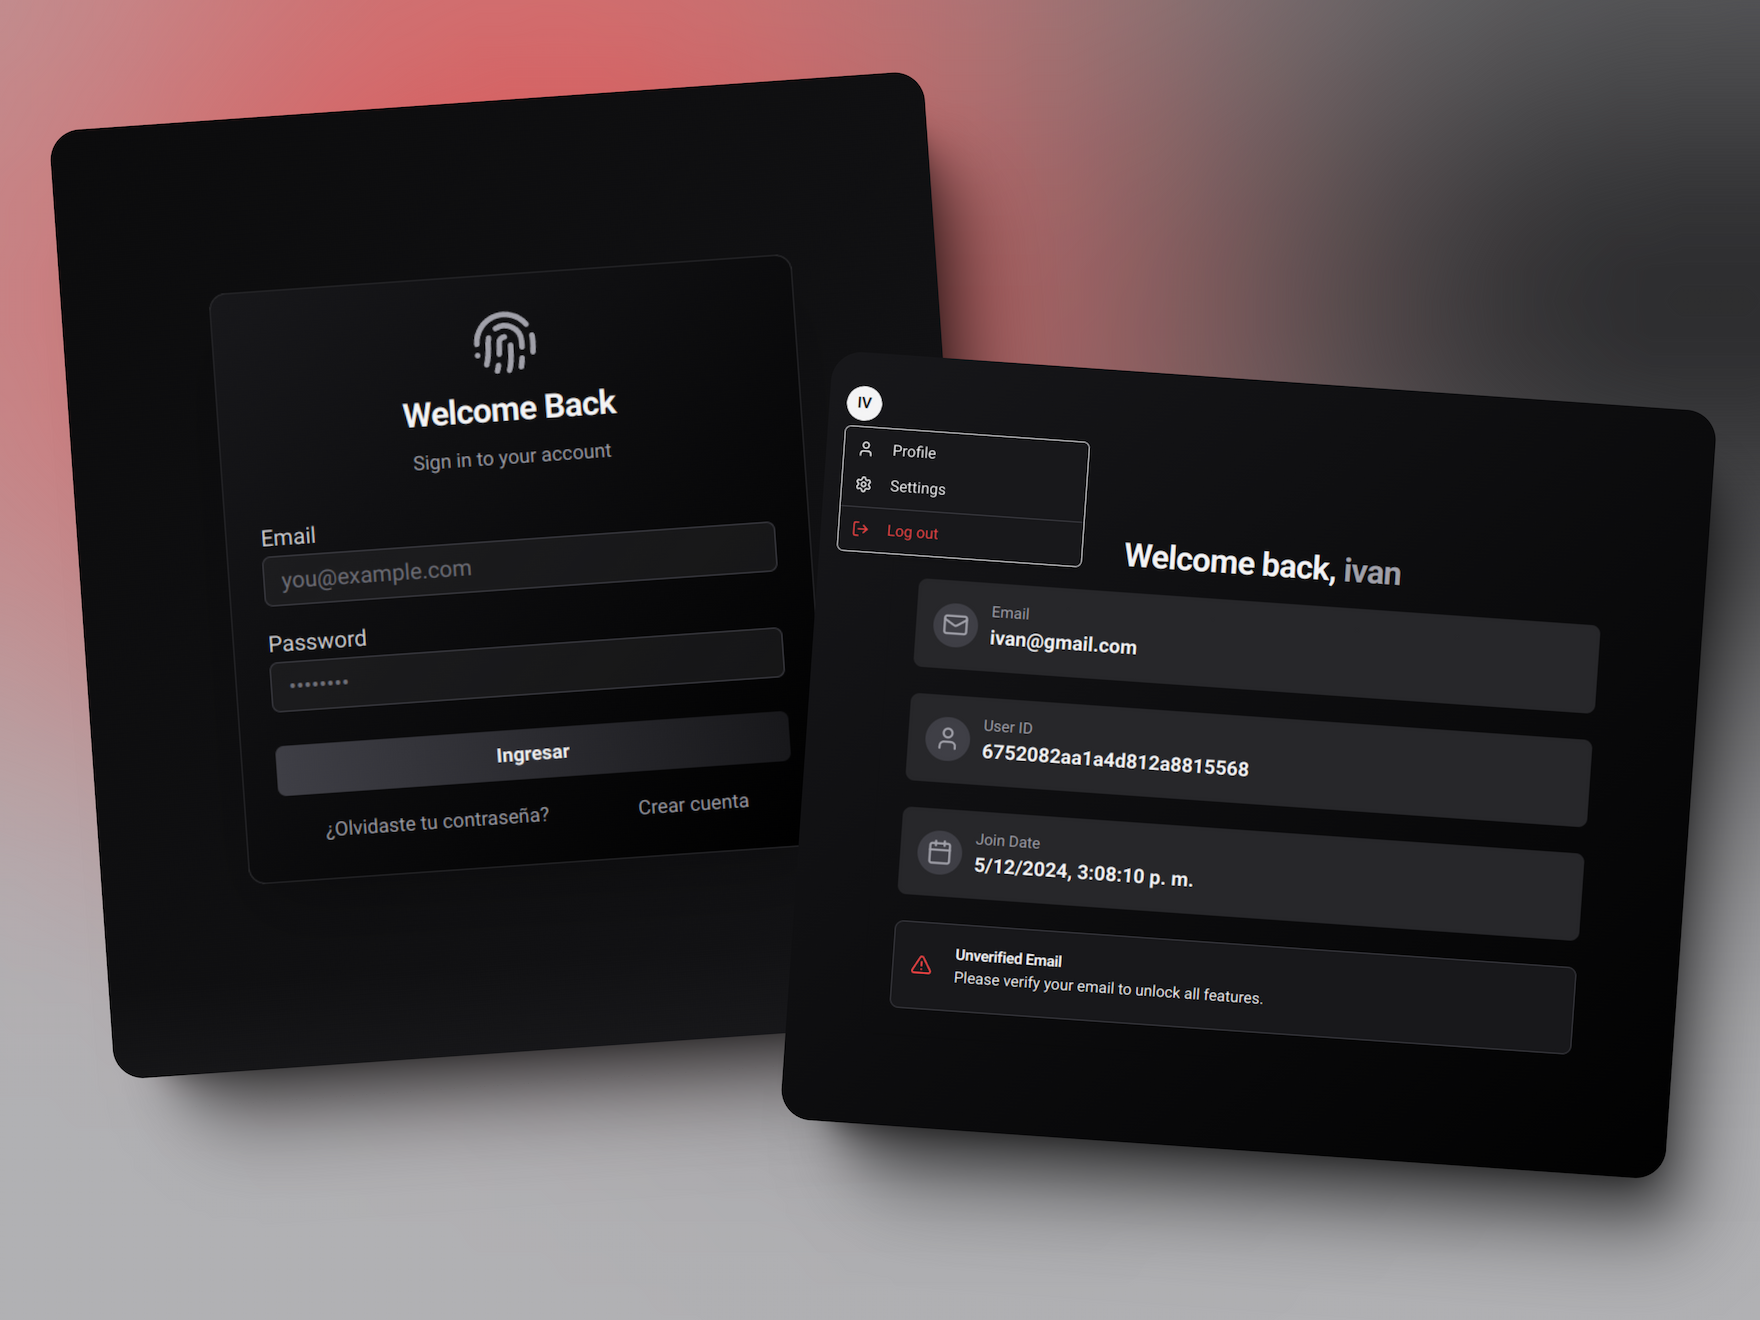 Welcome Back
Sign in to your account
Email
you@example.com
Password
••••••••
Ingresar
¿Olvidaste tu contraseña?
Crear cuenta
IV
Profile
Settings
Log out
Welcome back, ivan
Email
ivan@gmail.com
User ID
6752082aa1a4d812a8815568
Join Date
5/12/2024, 3:08:10 p. m.
Unverified Email
Please verify your email to unlock all features.